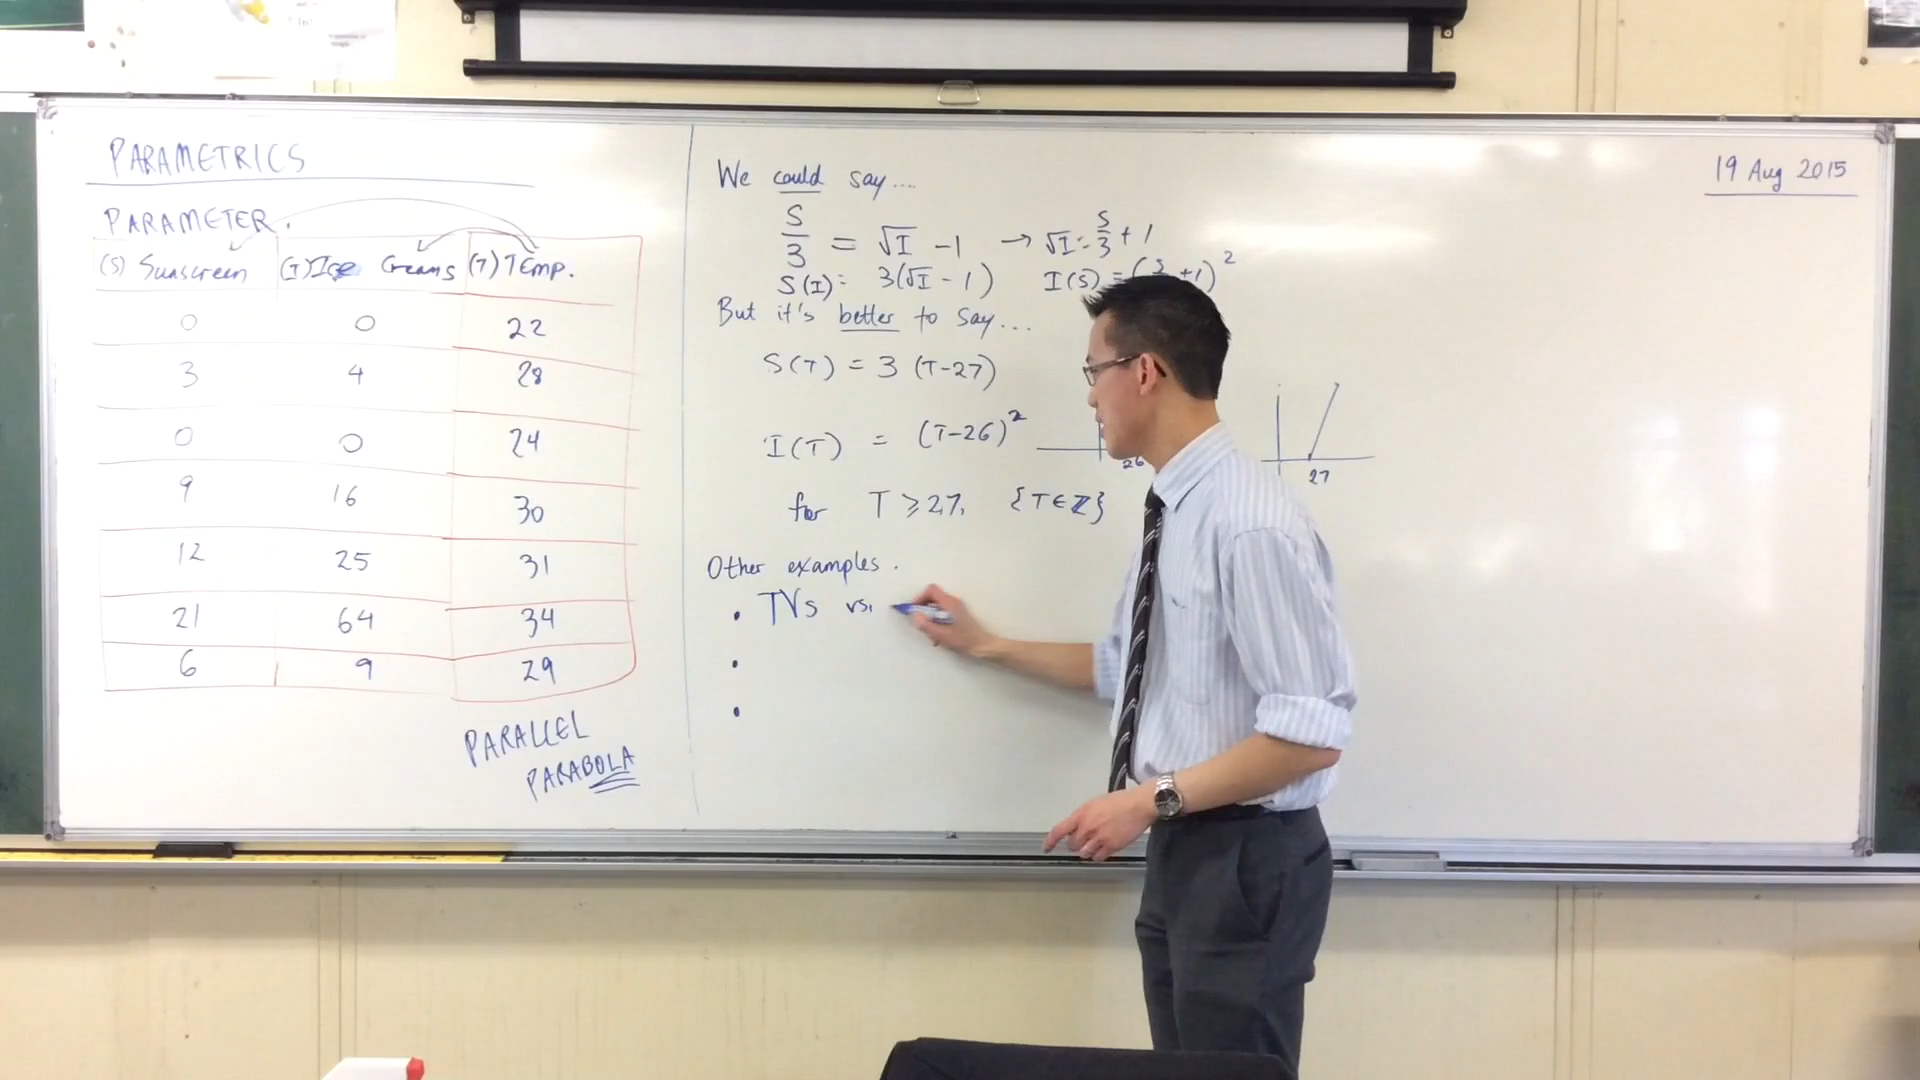 PARAMETRICS
PARAMETER.
(S) Sunscreen (I) Ice Creams (T) TEmp.
0 0 22
3 4 28
0 0 24
9 16 30
12 25 31
21 64 34
6 9 29
PARALLEL
PARABOLA
We could say....
S/3 = √I - 1 → √I = S/3 + 1
S(I) = 3(√I - 1) I(S) = (S +1)²
But it's better to say...
S(T) = 3 (T-27)
I(T) = (T-26)²
26
27
for T ⩾ 27, {T∈ℤ}
Other examples.
• TVs vs.
•
•
19 Aug 2015